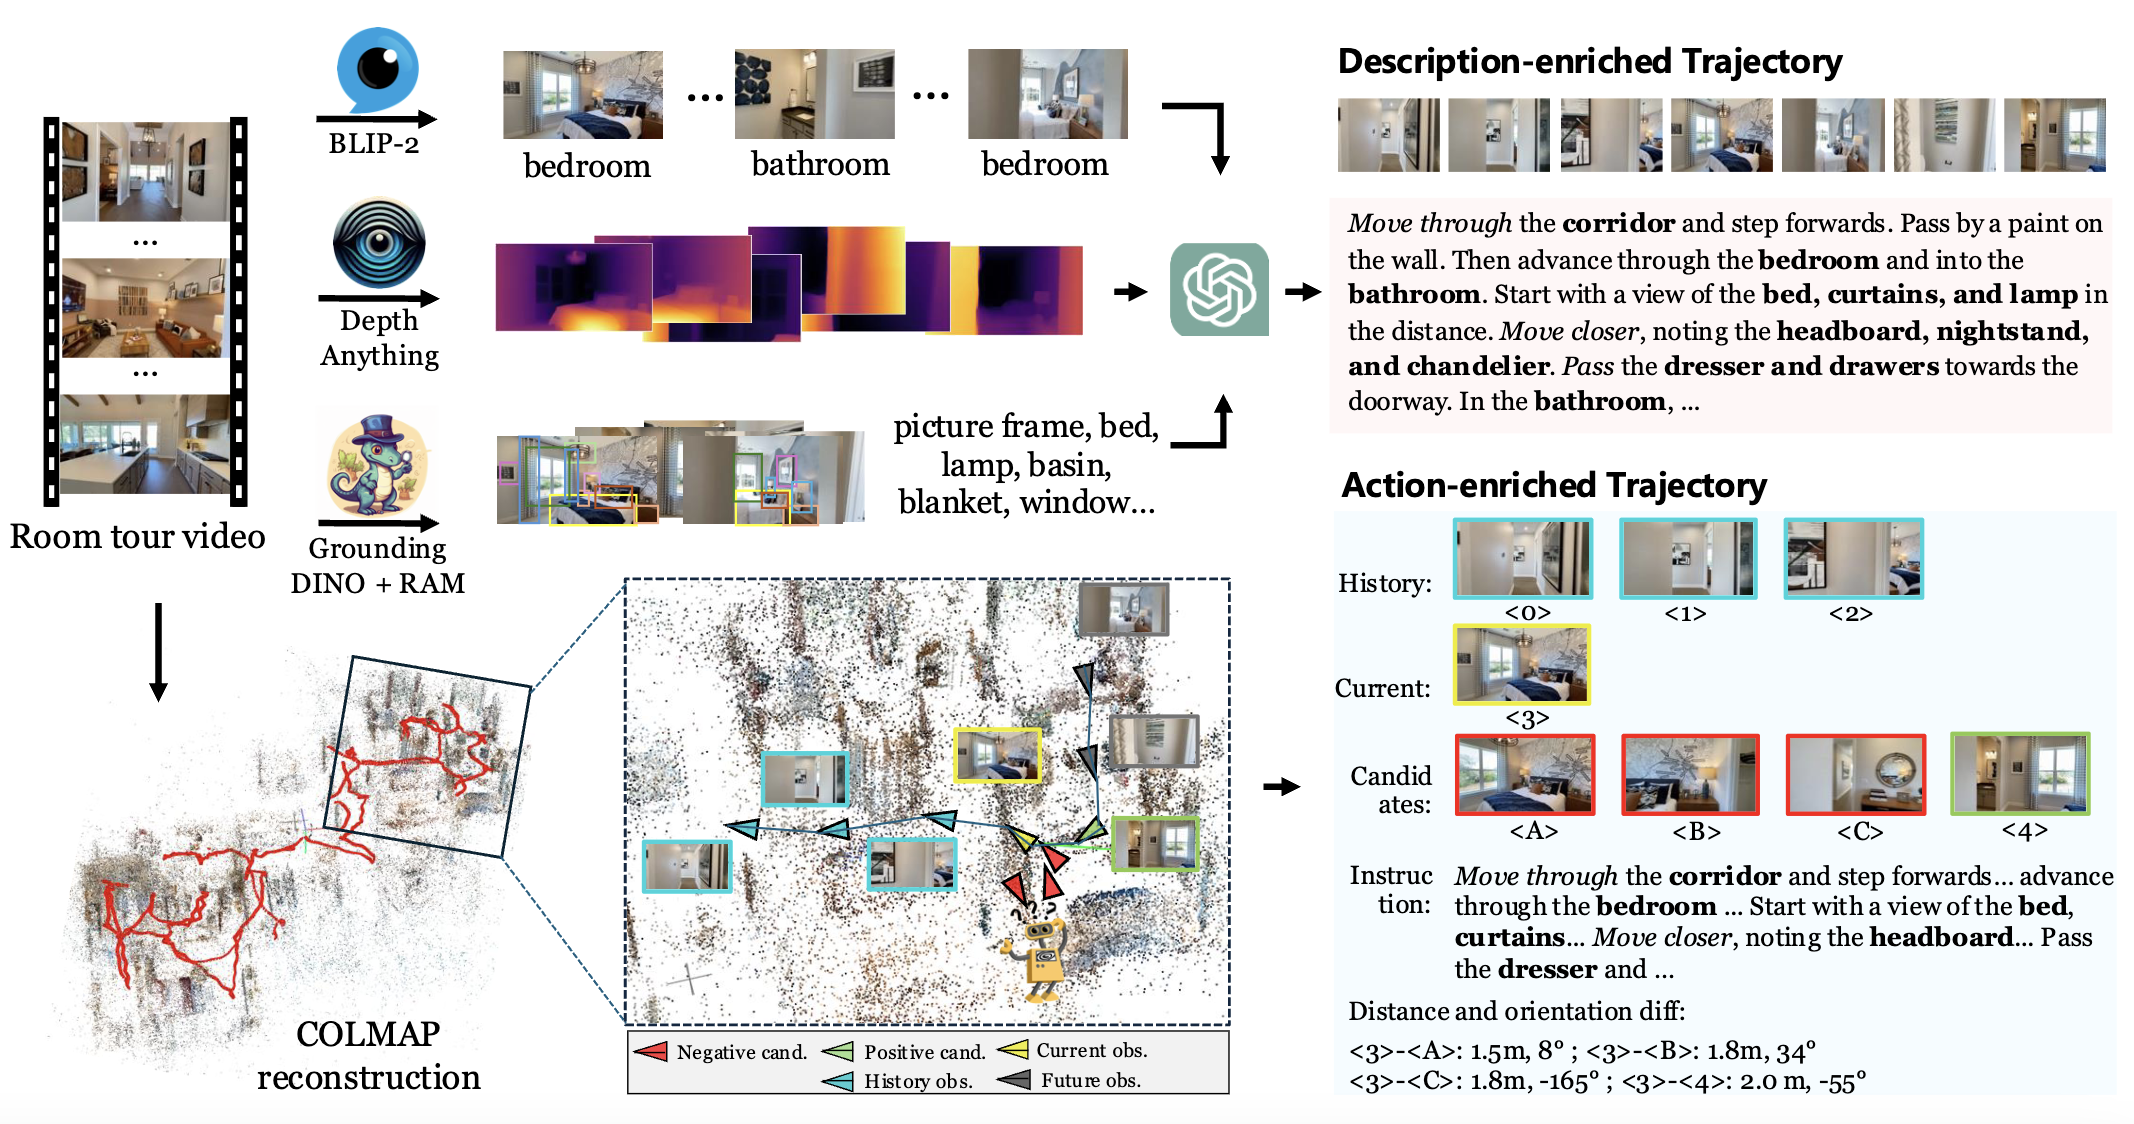 BLIP-2
bedroom
...
bathroom
...
bedroom
...
...
Room tour video
Depth
Anything
Grounding
DINO + RAM
picture frame, bed,
lamp, basin,
blanket, window...
COLMAP
reconstruction
???
Negative cand.
Positive cand.
Current obs.
History obs.
Future obs.
Description-enriched Trajectory
Move through the corridor and step forwards. Pass by a paint on
the wall. Then advance through the bedroom and into the
bathroom. Start with a view of the bed, curtains, and lamp in
the distance. Move closer, noting the headboard, nightstand,
and chandelier. Pass the dresser and drawers towards the
doorway. In the bathroom, ...
Action-enriched Trajectory
History:
<0>
<1>
<2>
Current:
<3>
Candid
ates:
<A>
<B>
<C>
<4>
Instruc
tion:
Move through the corridor and step forwards... advance
through the bedroom ... Start with a view of the bed,
curtains... Move closer, noting the headboard... Pass
the dresser and ...
Distance and orientation diff:
<3>-<A>: 1.5m, 8° ; <3>-<B>: 1.8m, 34°
<3>-<C>: 1.8m, -165° ; <3>-<4>: 2.0 m, -55°